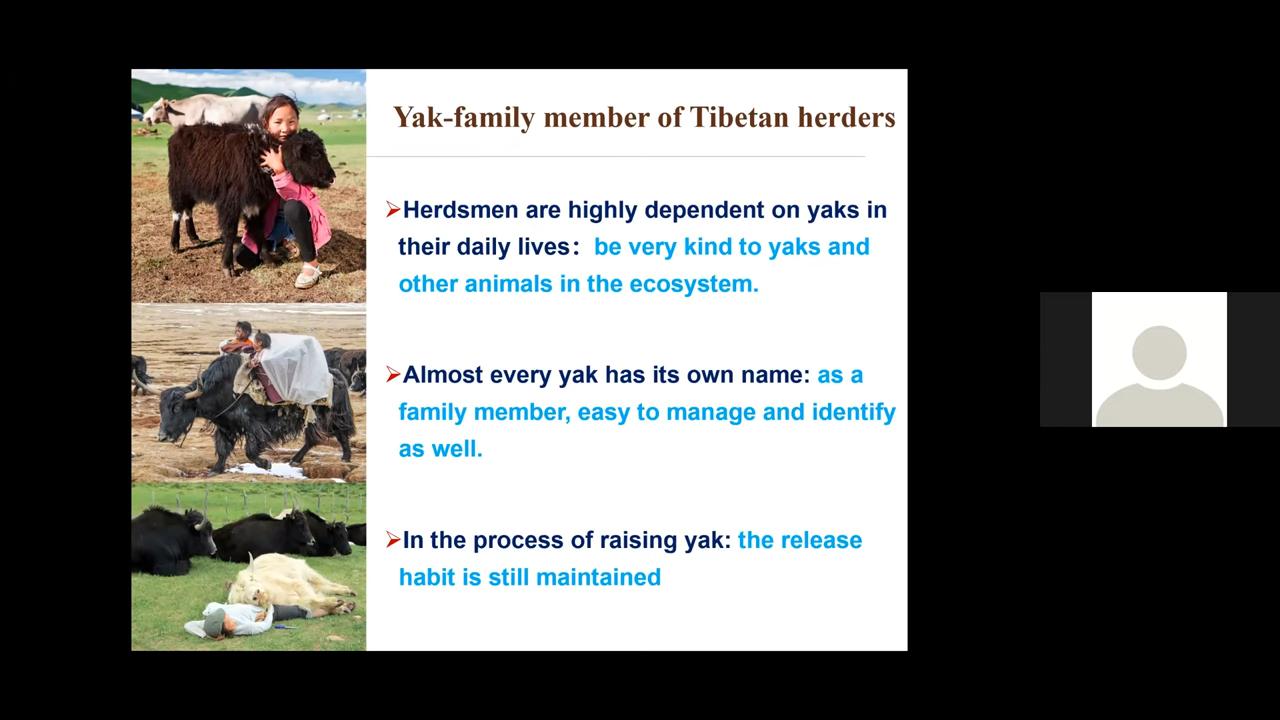 Yak-family member of Tibetan herders
➢Herdsmen are highly dependent on yaks in
their daily lives： be very kind to yaks and
other animals in the ecosystem.
➢Almost every yak has its own name: as a
family member, easy to manage and identify
as well.
➢In the process of raising yak: the release
habit is still maintained